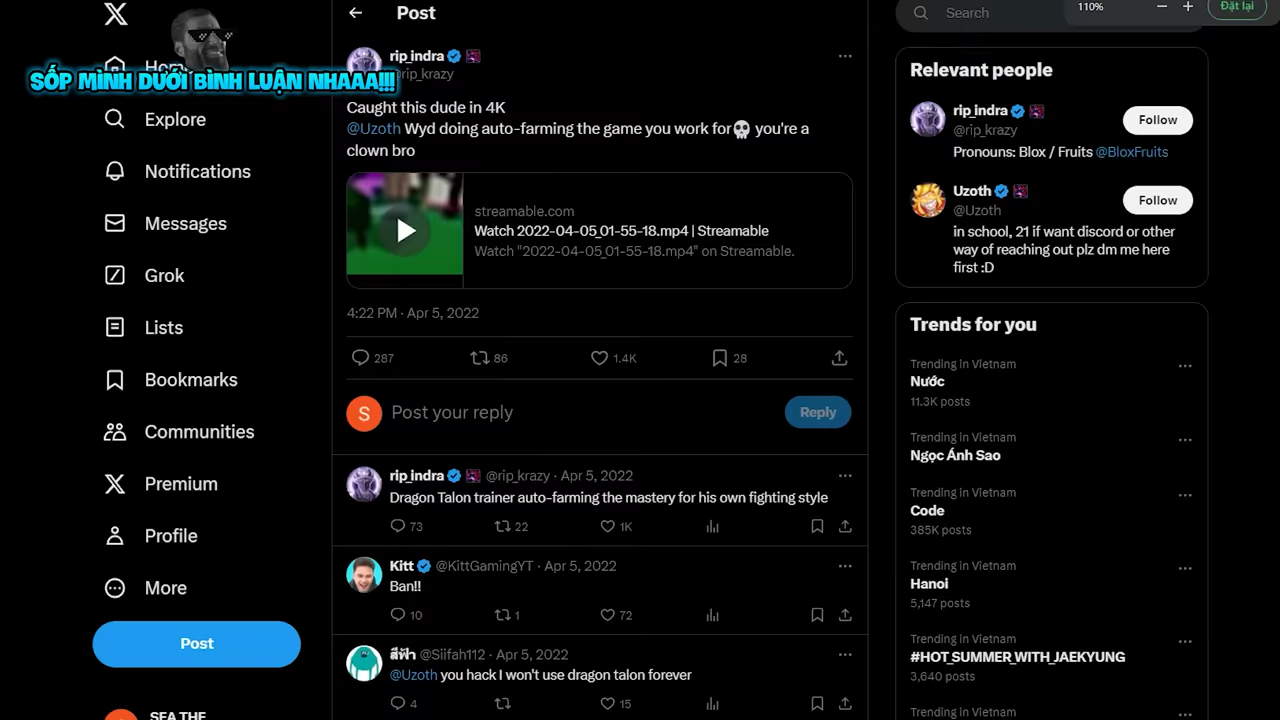 Home
SỐP MÌNH DƯỚI BÌNH LUẬN NHAAA!!!
Explore
Notifications
Messages
Grok
Lists
Bookmarks
Communities
Premium
Profile
More
Post
SEA THE
Post
rip_indra
@rip_krazy
Caught this dude in 4K
@Uzoth Wyd doing auto-farming the game you work for💀 you're a
clown bro
streamable.com
Watch 2022-04-05_01-55-18.mp4 | Streamable
Watch "2022-04-05_01-55-18.mp4" on Streamable.
4:22 PM · Apr 5, 2022
287 86 1.4K 28
S Post your reply Reply
rip_indra @rip_krazy · Apr 5, 2022
Dragon Talon trainer auto-farming the mastery for his own fighting style
73 22 1K
Kitt @KittGamingYT · Apr 5, 2022
Ban!!
10 1 72
สีฟ้า @Siifah112 · Apr 5, 2022
@Uzoth you hack I won't use dragon talon forever
4 15
Search
110% Đặt lại
Relevant people
rip_indra
@rip_krazy
Follow
Pronouns: Blox / Fruits @BloxFruits
Uzoth
@Uzoth
Follow
in school, 21 if want discord or other
way of reaching out plz dm me here
first :D
Trends for you
Trending in Vietnam
Nước
11.3K posts
Trending in Vietnam
Ngọc Ánh Sao
Trending in Vietnam
Code
385K posts
Trending in Vietnam
Hanoi
5,147 posts
Trending in Vietnam
#HOT_SUMMER_WITH_JAEKYUNG
3,640 posts
Trending in Vietnam